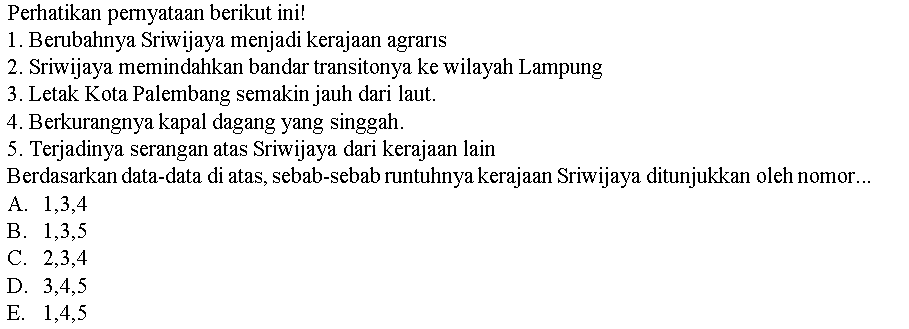 Perhatikan pernyataan berikut ini!
1. Berubahnya Sriwijaya menjadi kerajaan agraris
2. Sriwijaya memindahkan bandar transitonya ke wilayah Lampung
3. Letak Kota Palembang semakin jauh dari laut.
4. Berkurangnya kapal dagang yang singgah.
5. Terjadinya serangan atas Sriwijaya dari kerajaan lain
Berdasarkan data-data di atas, sebab-sebab runtuhnya kerajaan Sriwijaya ditunjukkan oleh nomor...
A. 1,3,4
B. 1,3,5
C. 2,3,4
D. 3,4,5
E. 1,4,5